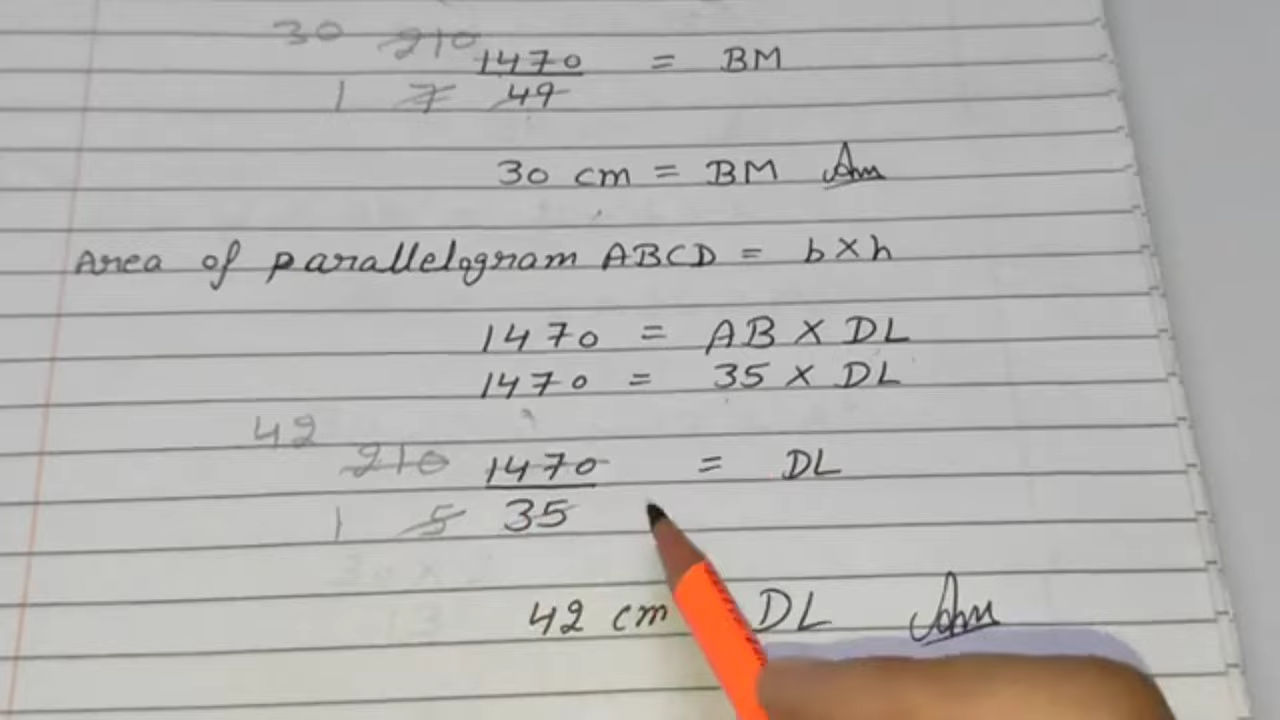 30 210 1470 = BM
1 7 49
30 cm = BM Ans
Area of parallelogram ABCD = b×h
1470 = AB × DL
1470 = 35 × DL
42
210 1470 = DL
1 5 35
42 cm DL Ans